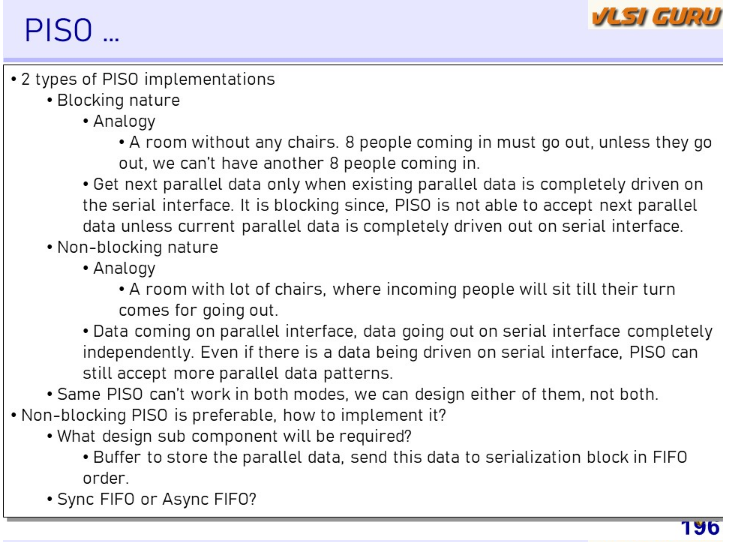 PISO ...
VLSI GURU
• 2 types of PISO implementations
• Blocking nature
• Analogy
• A room without any chairs. 8 people coming in must go out, unless they go
out, we can't have another 8 people coming in.
• Get next parallel data only when existing parallel data is completely driven on
the serial interface. It is blocking since, PISO is not able to accept next parallel
data unless current parallel data is completely driven out on serial interface.
• Non-blocking nature
• Analogy
• A room with lot of chairs, where incoming people will sit till their turn
comes for going out.
• Data coming on parallel interface, data going out on serial interface completely
independently. Even if there is a data being driven on serial interface, PISO can
still accept more parallel data patterns.
• Same PISO can't work in both modes, we can design either of them, not both.
• Non-blocking PISO is preferable, how to implement it?
• What design sub component will be required?
• Buffer to store the parallel data, send this data to serialization block in FIFO
order.
• Sync FIFO or Async FIFO?
196